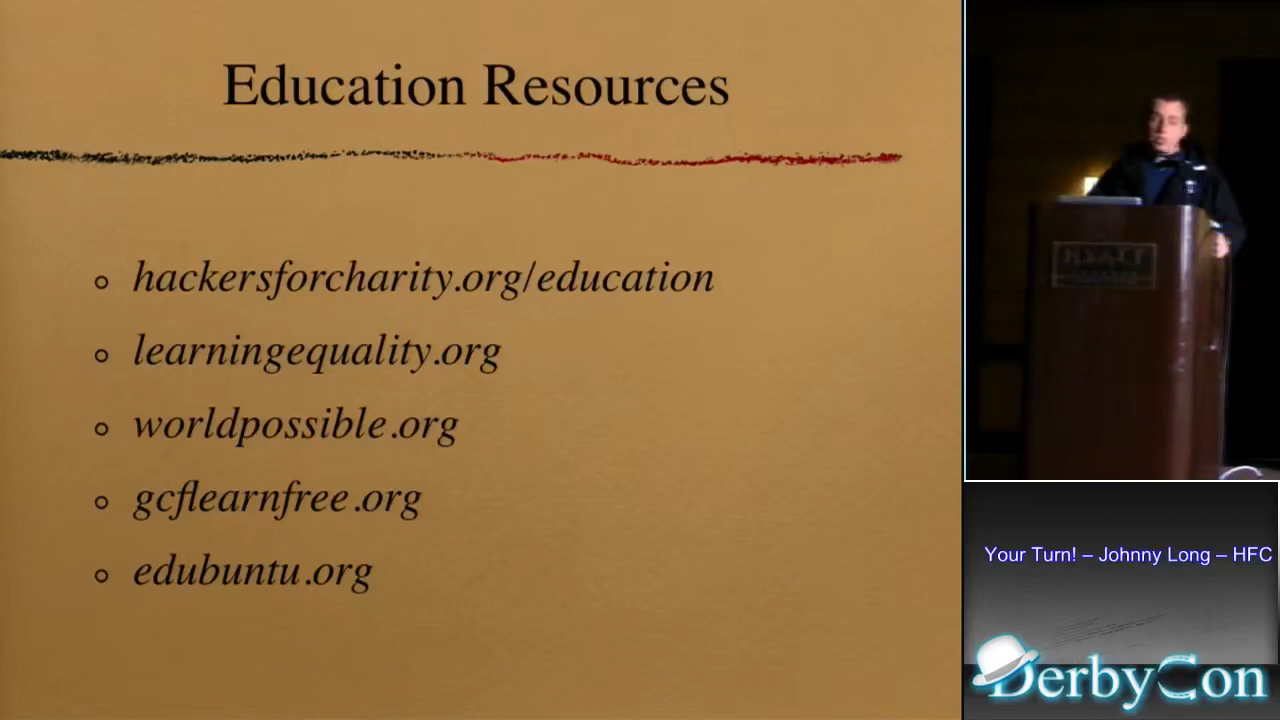 Education Resources
hackersforcharity.org/education
learningequality.org
worldpossible.org
gcflearnfree.org
edubuntu.org
HYATT
Your Turn! – Johnny Long – HFC
DerbyCon